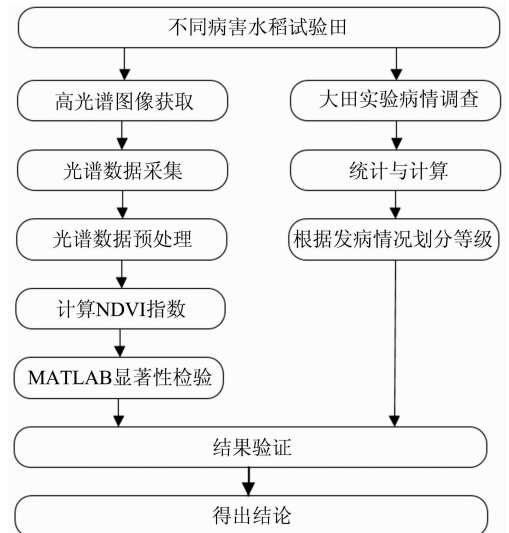 不同病害水稻试验田
高光谱图像获取
大田实验病情调查
光谱数据采集
统计与计算
光谱数据预处理
根据发病情况划分等级
计算NDVI指数
MATLAB显著性检验
结果验证
得出结论